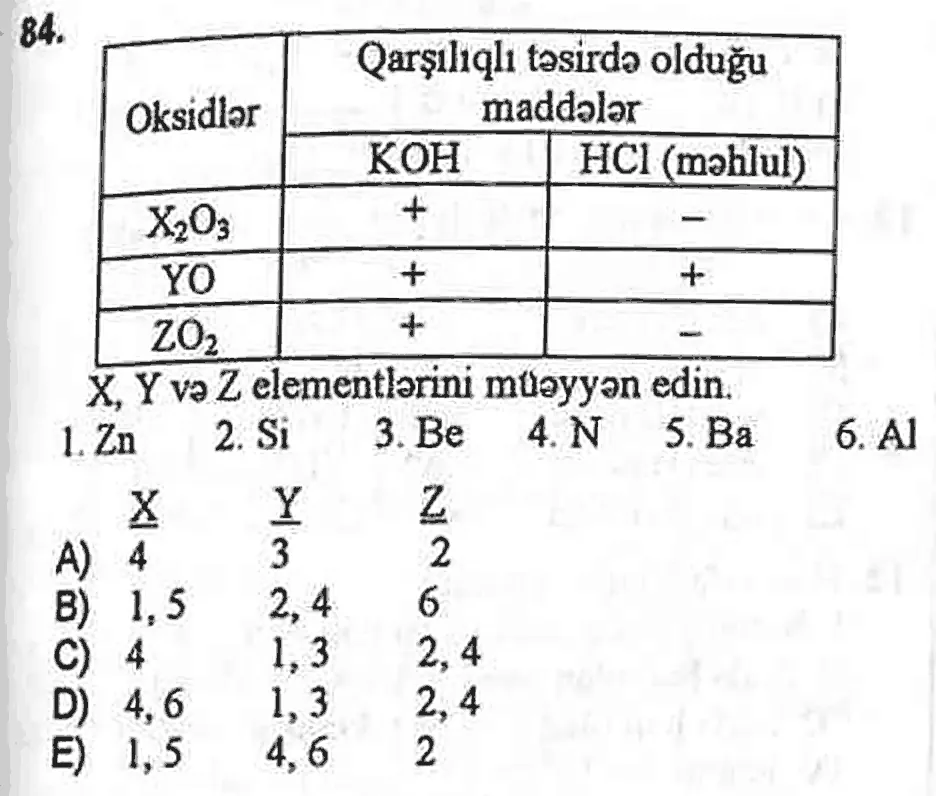 84.
Oksidlər
Qarşılıqlı təsirdə olduğu
maddələr
KOH HCl (məhlul)
X₂O₃ + –
YO + +
ZO₂ + –
X, Y və Z elementlərini müəyyən edin.
1. Zn 2. Si 3. Be 4. N 5. Ba 6. Al
X Y Z
A) 4 3 2
B) 1, 5 2, 4 6
C) 4 1, 3 2, 4
D) 4, 6 1, 3 2, 4
E) 1, 5 4, 6 2